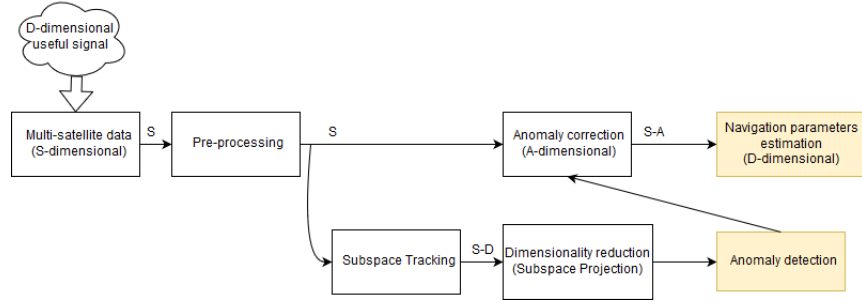 D-dimensional
useful signal
Multi-satellite data
(S-dimensional)
S
Pre-processing
S
Anomaly correction
(A-dimensional)
S-A
Navigation parameters
estimation
(D-dimensional)
Subspace Tracking
S-D
Dimensionality reduction
(Subspace Projection)
Anomaly detection